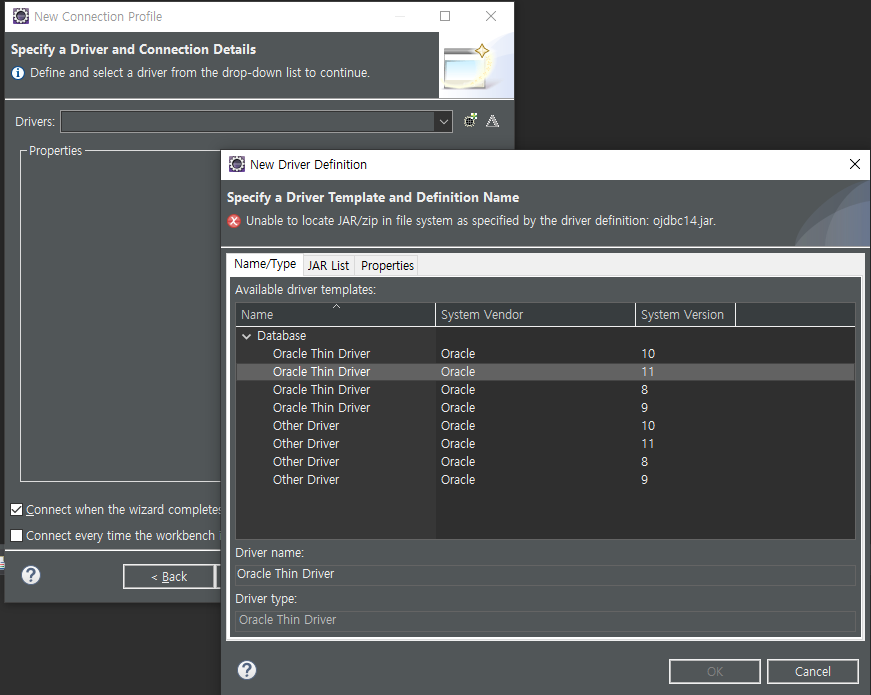 New Connection Profile
Specify a Driver and Connection Details
Define and select a driver from the drop-down list to continue.
Drivers:
Properties
Connect when the wizard completes
Connect every time the workbench
< Back
New Driver Definition
Specify a Driver Template and Definition Name
Unable to locate JAR/zip in file system as specified by the driver definition: ojdbc14.jar.
Name/Type JAR List Properties
Available driver templates:
Name System Vendor System Version
Database
Oracle Thin Driver Oracle 10
Oracle Thin Driver Oracle 11
Oracle Thin Driver Oracle 8
Oracle Thin Driver Oracle 9
Other Driver Oracle 10
Other Driver Oracle 11
Other Driver Oracle 8
Other Driver Oracle 9
Driver name:
Oracle Thin Driver
Driver type:
Oracle Thin Driver
OK Cancel